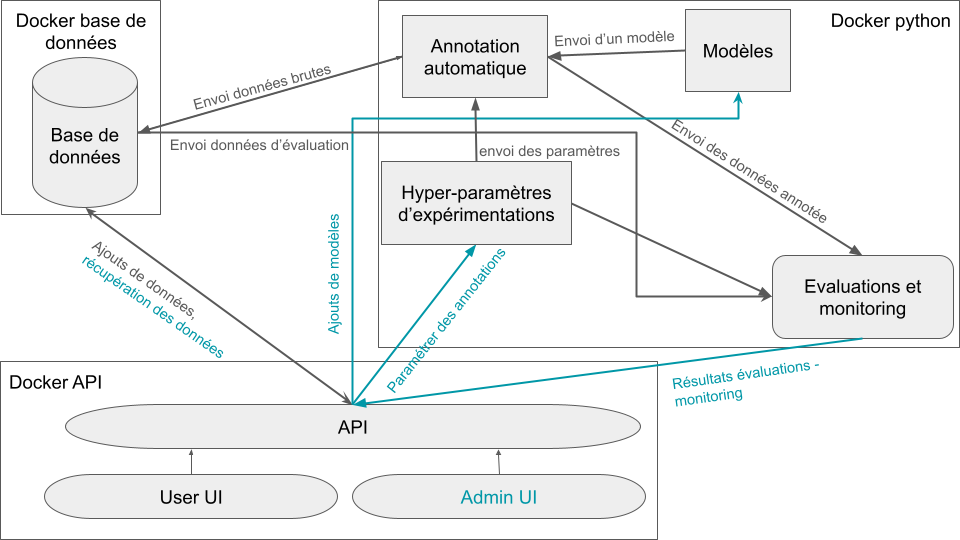 Docker base de
données
Docker python
Annotation
automatique
Envoi d'un modèle
Modèles
Envoi données brutes
Base de
données
Envoi données d'évaluation
envoi des paramètres
Envoi des données annotée
Hyper-paramètres
d'expérimentations
Ajouts de données,
récupération des données
Ajouts de modèles
Paramétrer des annotations
Evaluations et
monitoring
Résultats évaluations -
monitoring
Docker API
API
User UI
Admin UI